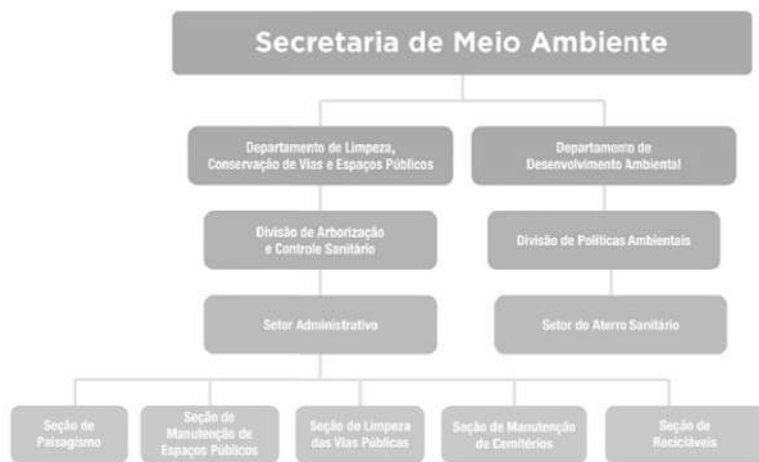 Secretaria de Meio Ambiente
Departamento de Limpeza,
Conservação de Vias e Espaços Públicos
Departamento de
Desenvolvimento Ambiental
Divisão de Arborização
e Controle Sanitário
Divisão de Políticas Ambientais
Setor Administrativo
Setor do Aterro Sanitário
Seção de
Paisagismo
Seção de
Manutenção de
Espaços Públicos
Seção de Limpeza
das Vias Públicas
Seção de Manutenção
de Cemitérios
Seção de
Recicláveis